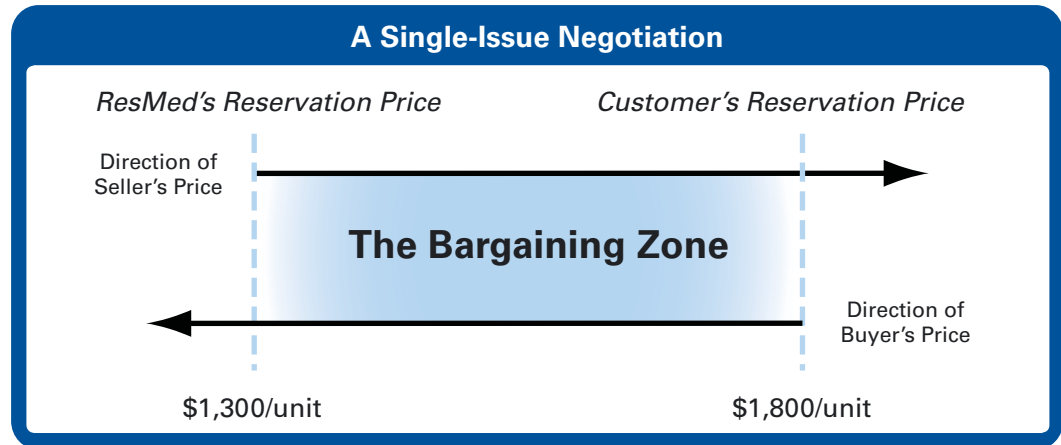 A Single-Issue Negotiation
ResMed's Reservation Price
Customer's Reservation Price
Direction of
Seller's Price
The Bargaining Zone
Direction of
Buyer's Price
$1,300/unit
$1,800/unit